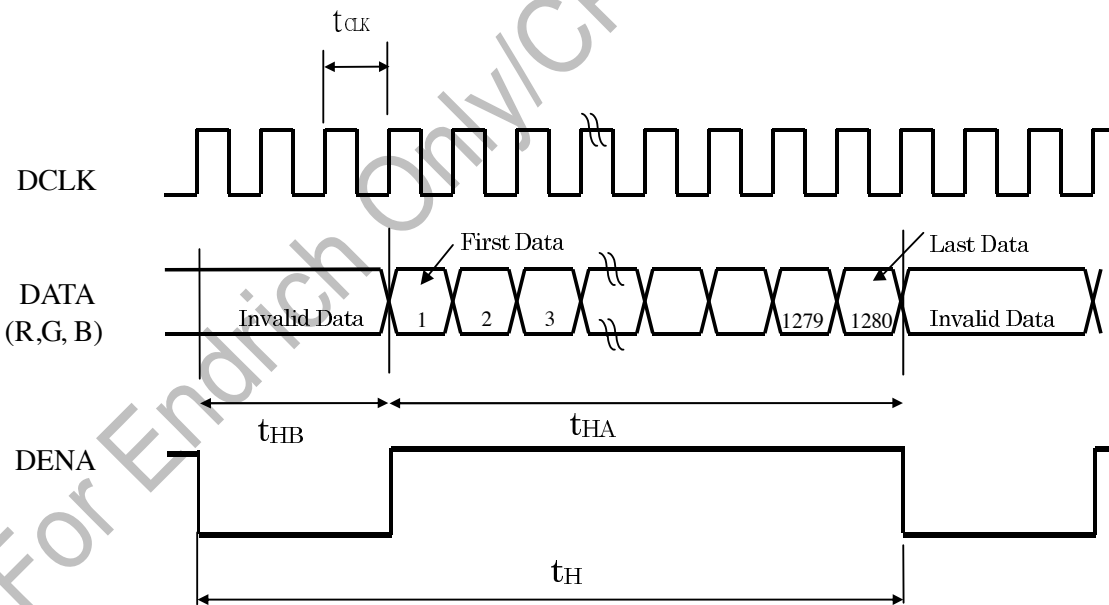 For Endrich Only/C
tCLK
DCLK
First Data
Last Data
DATA
(R,G, B)
Invalid Data
1
2
3
1279
1280
Invalid Data
tHB
tHA
DENA
tH